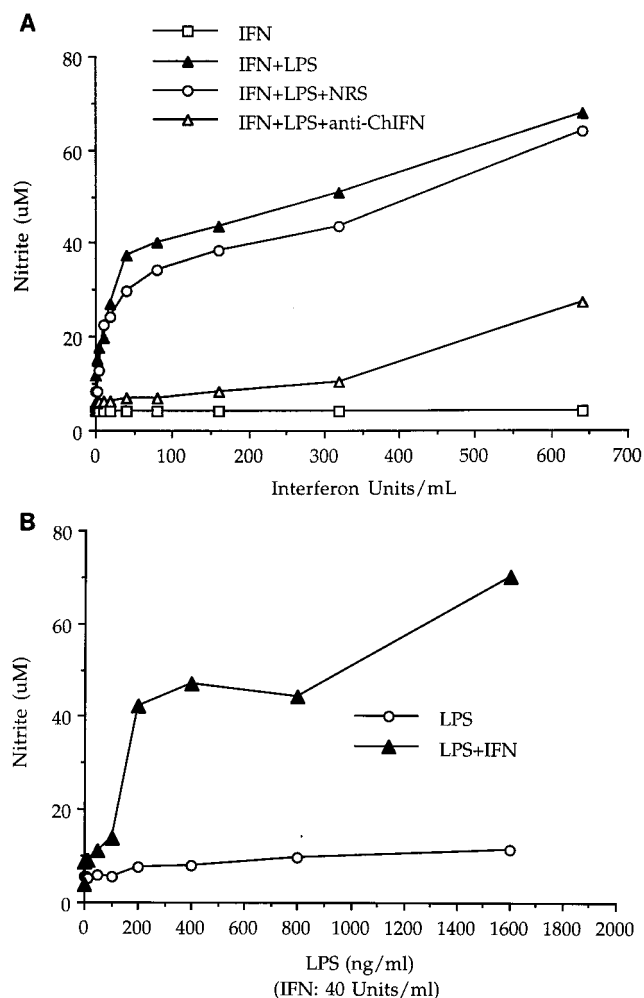 A
IFN
IFN+LPS
IFN+LPS+NRS
IFN+LPS+anti-ChIFN
80
60
40
20
0
Nitrite (uM)
0 100 200 300 400 500 600 700
Interferon Units/mL
B
80
60
40
20
0
Nitrite (uM)
LPS
LPS+IFN
0 200 400 600 800 1000 1200 1400 1600 1800 2000
LPS (ng/ml)
(IFN: 40 Units/ml)